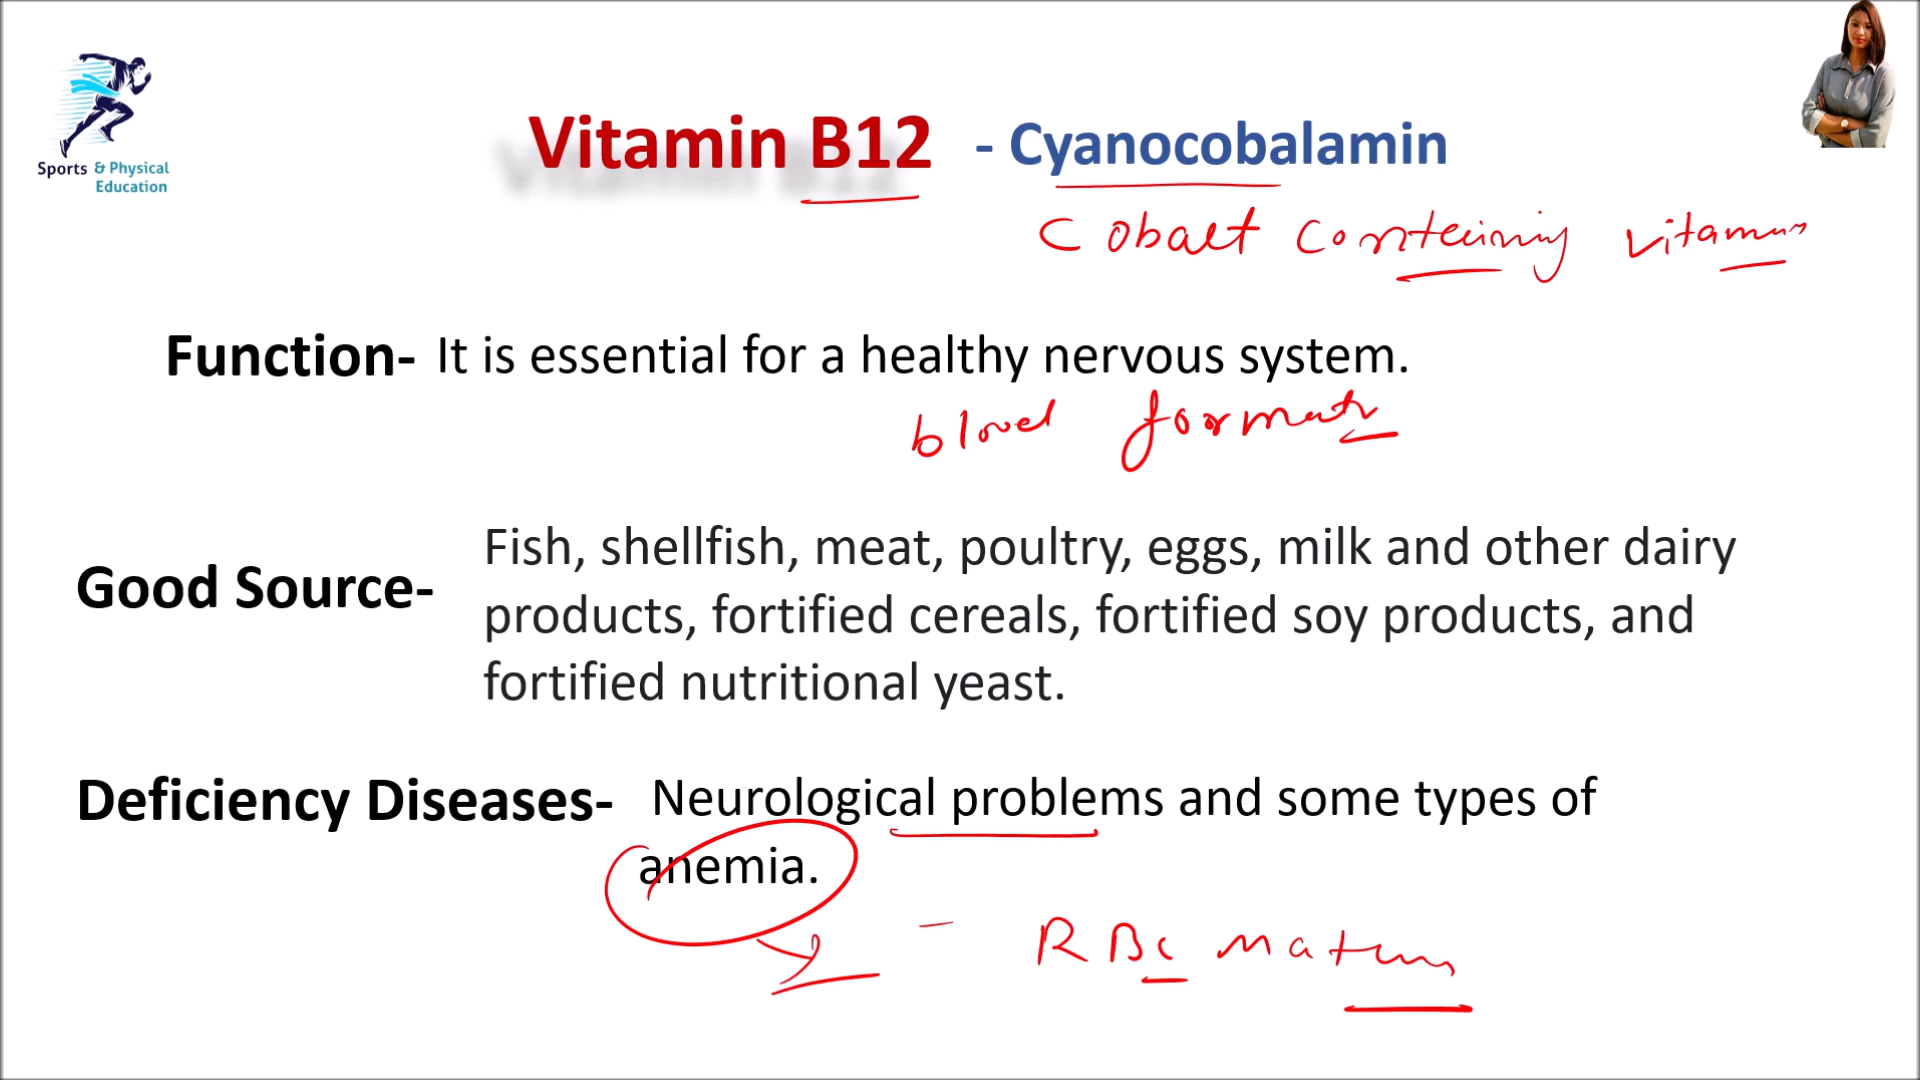 Sports & Physical
Education
Vitamin B12 - Cyanocobalamin
Cobalt containing vitamin
Function- It is essential for a healthy nervous system.
blood
Good Source-
Fish, shellfish, meat, poultry, eggs, milk and other dairy
products, fortified cereals, fortified soy products, and
fortified nutritional yeast.
Deficiency Diseases- Neurological problems and some types of
anemia.
- RBC